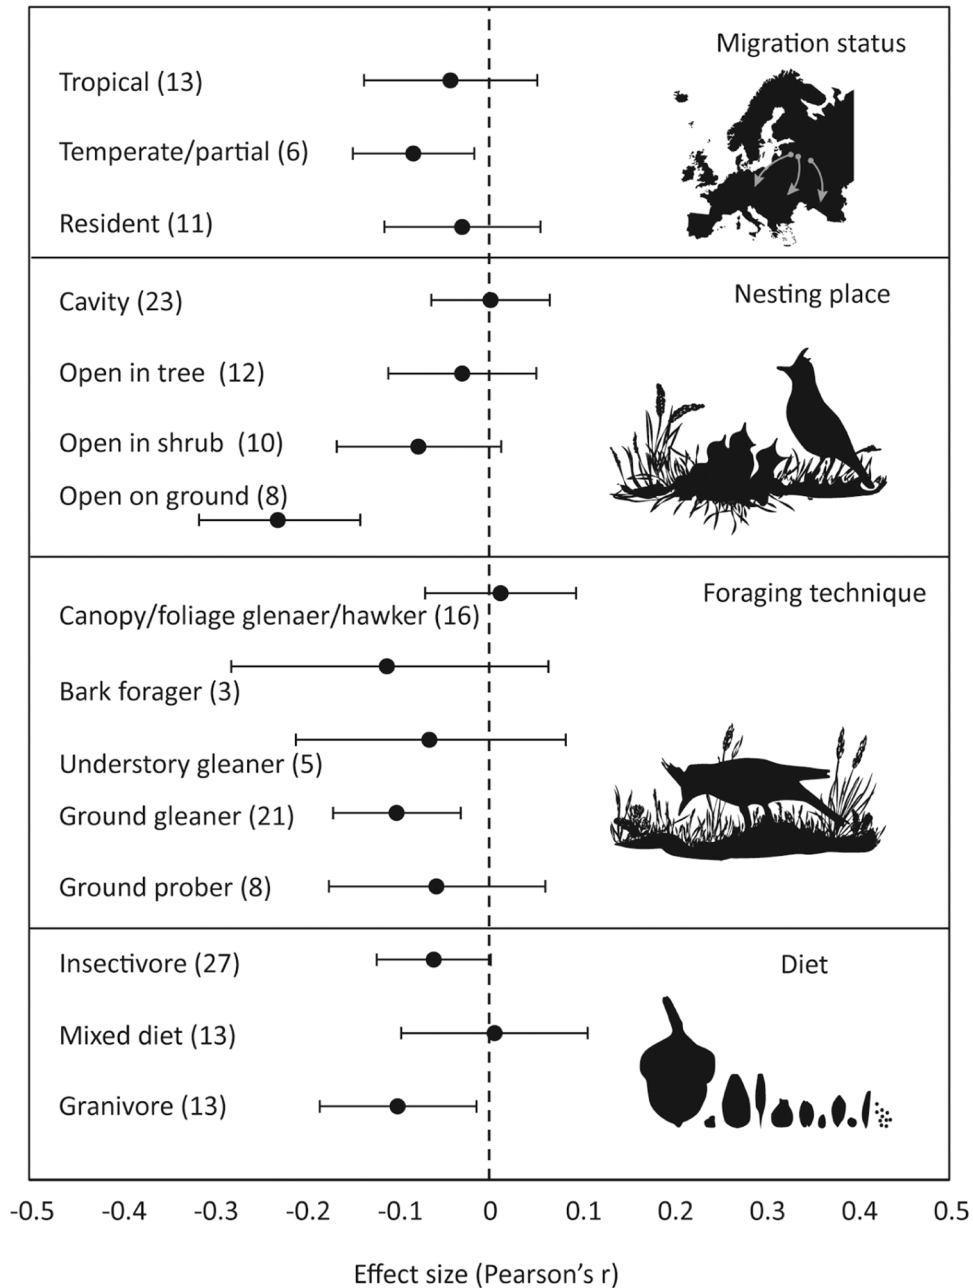 Migration status
Tropical (13)
Temperate/partial (6)
Resident (11)
Nesting place
Cavity (23)
Open in tree (12)
Open in shrub (10)
Open on ground (8)
Foraging technique
Canopy/foliage glenaer/hawker (16)
Bark forager (3)
Understory gleaner (5)
Ground gleaner (21)
Ground prober (8)
Insectivore (27)
Diet
Mixed diet (13)
Granivore (13)
-0.5 -0.4 -0.3 -0.2 -0.1 0 0.1 0.2 0.3 0.4 0.5
Effect size (Pearson's r)